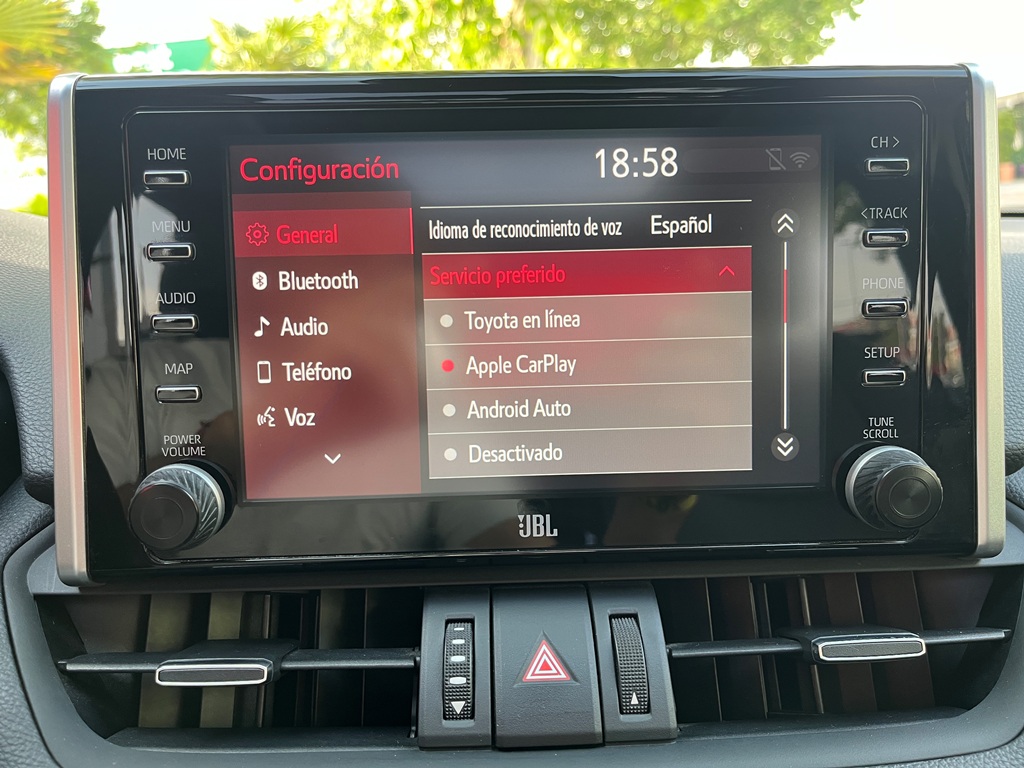 HOME
MENU
AUDIO
MAP
POWER
VOLUME
Configuración
18:58
General
Bluetooth
Audio
Teléfono
Voz
Idioma de reconocimiento de voz Español
Servicio preferido
Toyota en línea
Apple CarPlay
Android Auto
Desactivado
CH >
< TRACK
PHONE
SETUP
TUNE
SCROLL
JBL